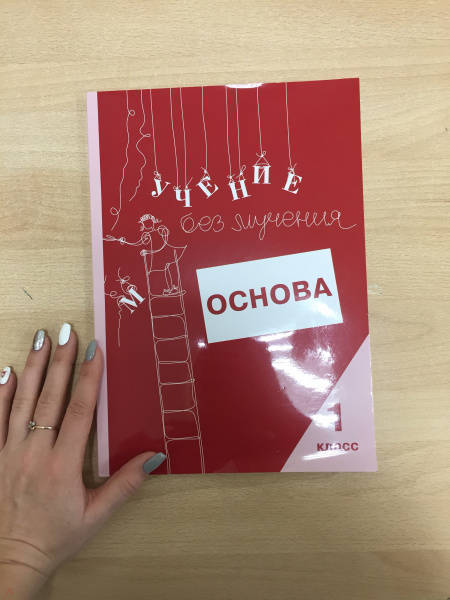 УЧЕНИЕ
без мучения
М
ОСНОВА
1
класс